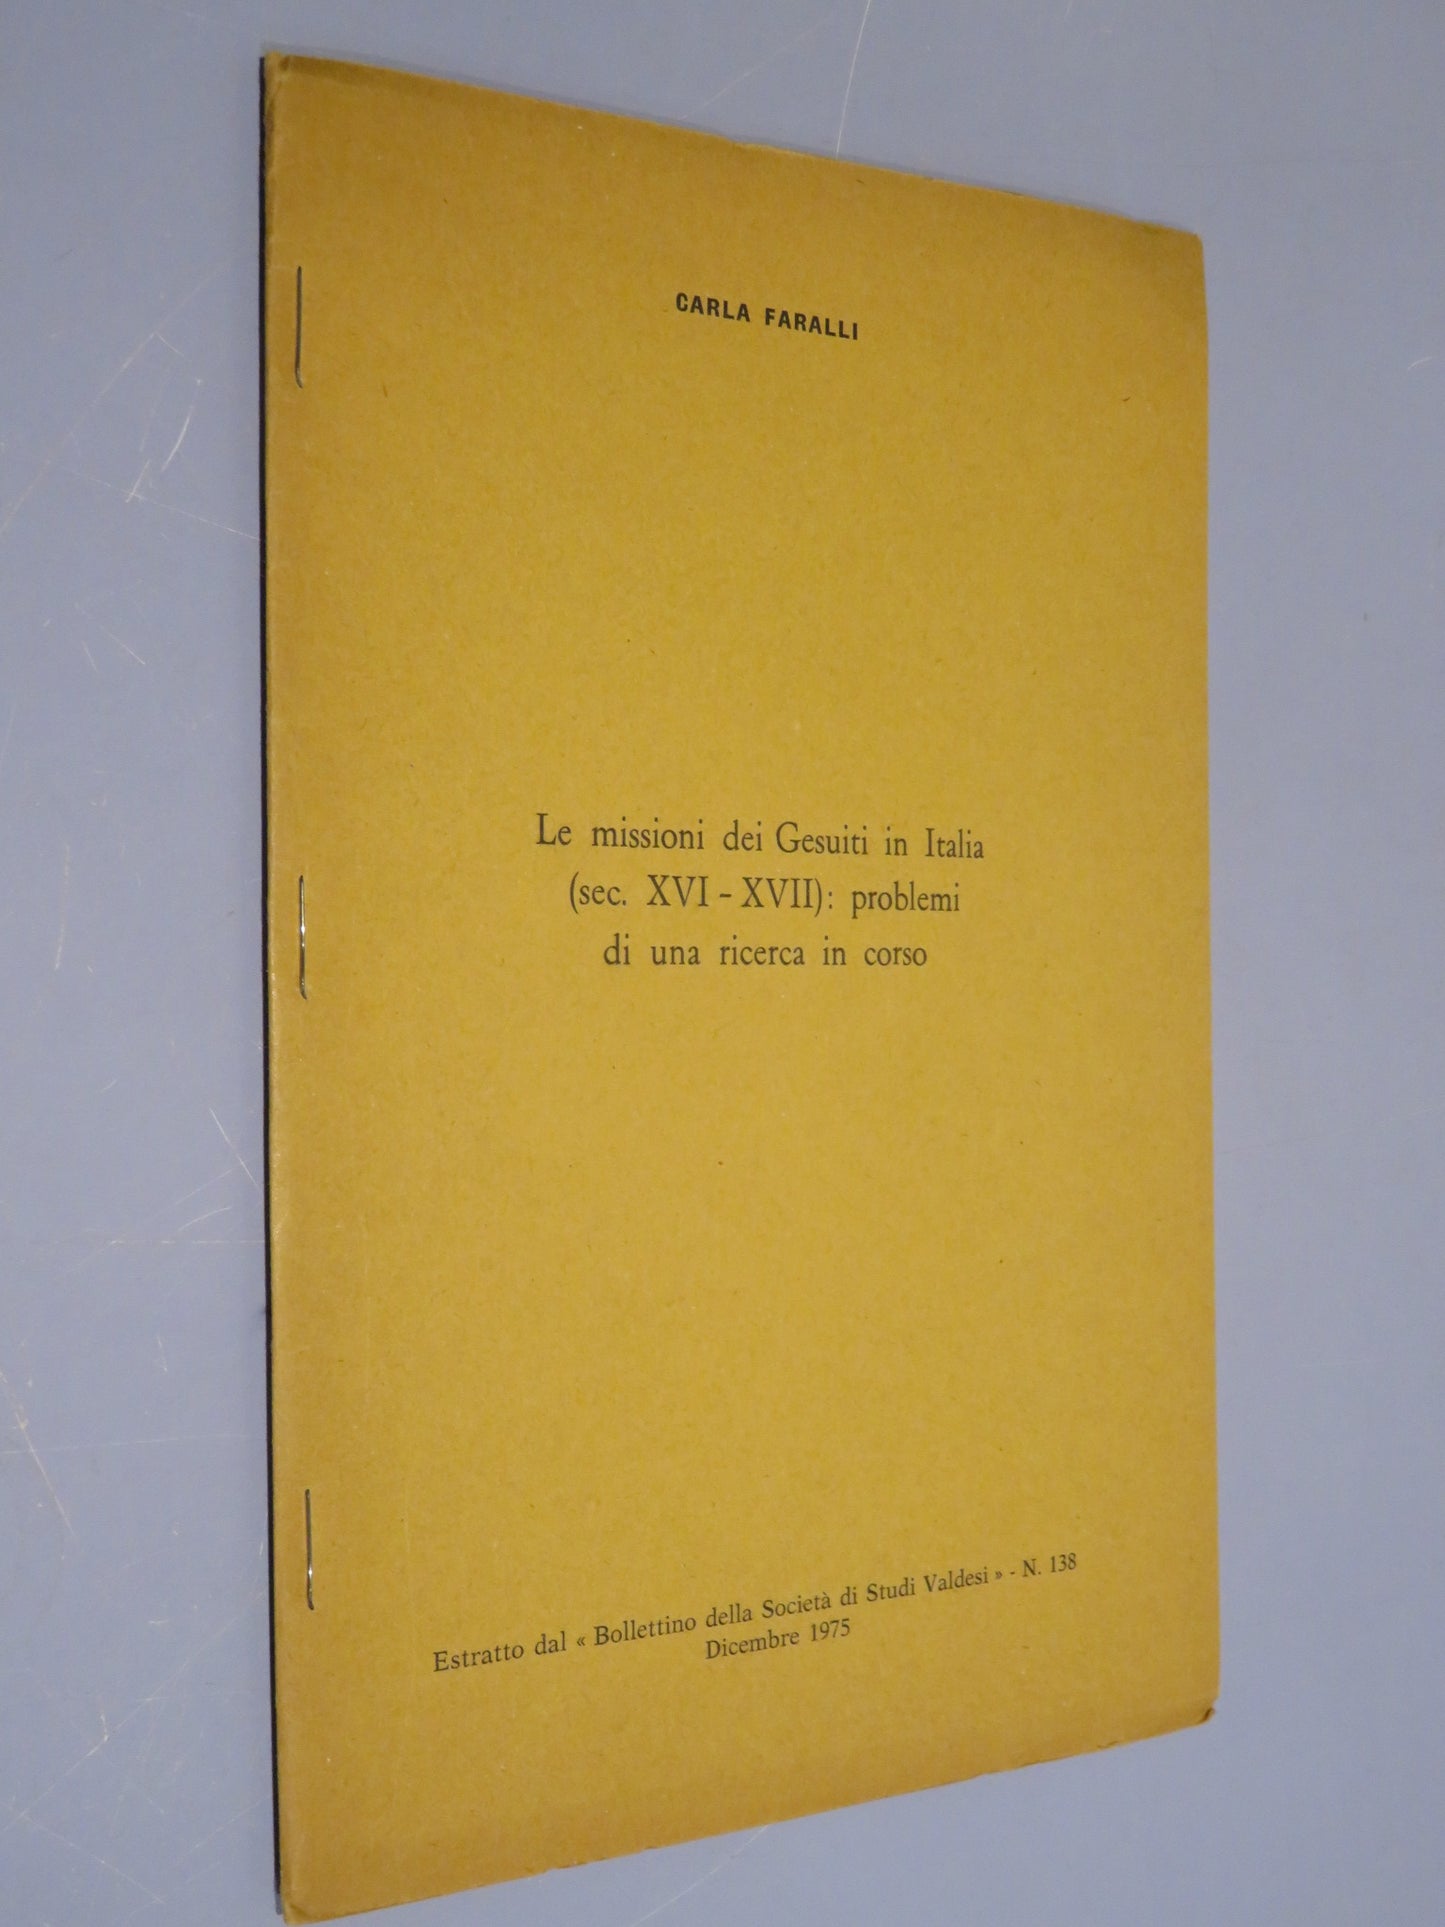 CARLA FARALLI
Le missioni dei Gesuiti in Italia
(sec. XVI - XVII): problemi
di una ricerca in corso
Estratto dal « Bollettino della Società di Studi Valdesi » - N. 138
Dicembre 1975